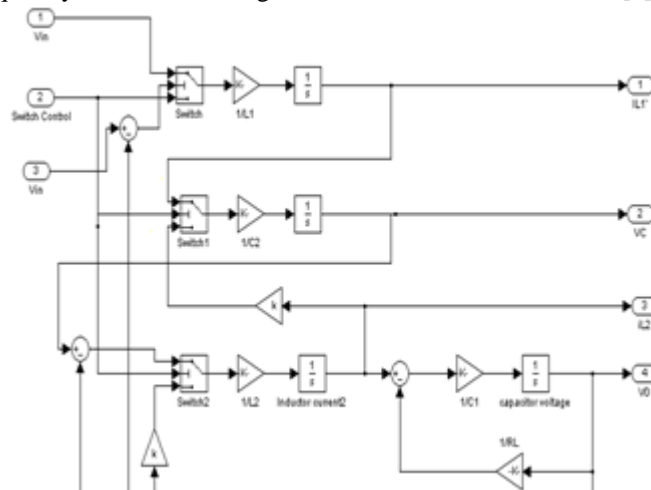 1
Vin
2
Switch Control
3
Vin
Switch
K-
1/L1
1
s
1
IL1'
Switch1
K-
1/C2
1
s
2
VC
k
3
iL2
Switch2
K-
1/L2
1
s
Inductor current2
K-
1/C1
1
s
capacitor voltage
4
V0
1/RL
-K-
k